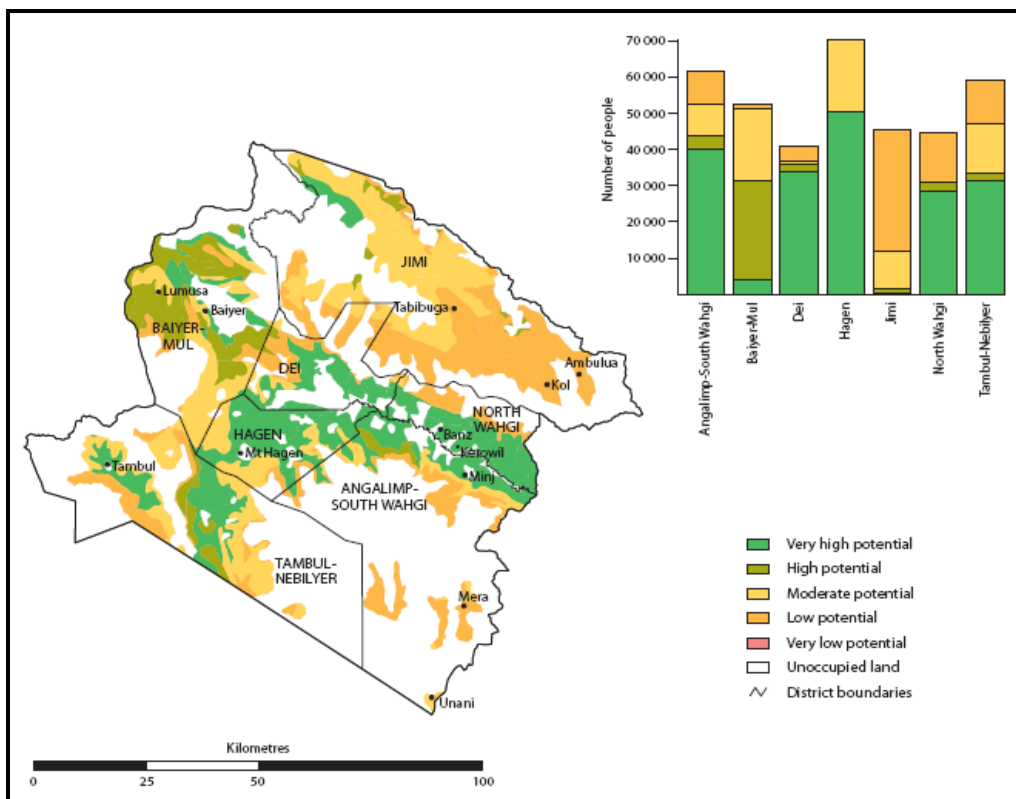 70 000
60 000
50 000
40 000
30 000
20 000
10 000
Number of people
Angalimp-South Wahgi
Baiyer-Mul
Dei
Hagen
Jimi
North Wahgi
Tambul-Nebilyer
JIMI
Lumusa
Baiyer
Tabibuga
BAIYER-
MUL
DEI
Ambulua
Kol
NORTH
WAHGI
HAGEN
Banz
Mt Hagen
Kerowil
Tambul
Minj
ANGALIMP-
SOUTH WAHGI
TAMBUL-
NEBILYER
Mera
Unani
Very high potential
High potential
Moderate potential
Low potential
Very low potential
Unoccupied land
District boundaries
Kilometres
0 25 50 100